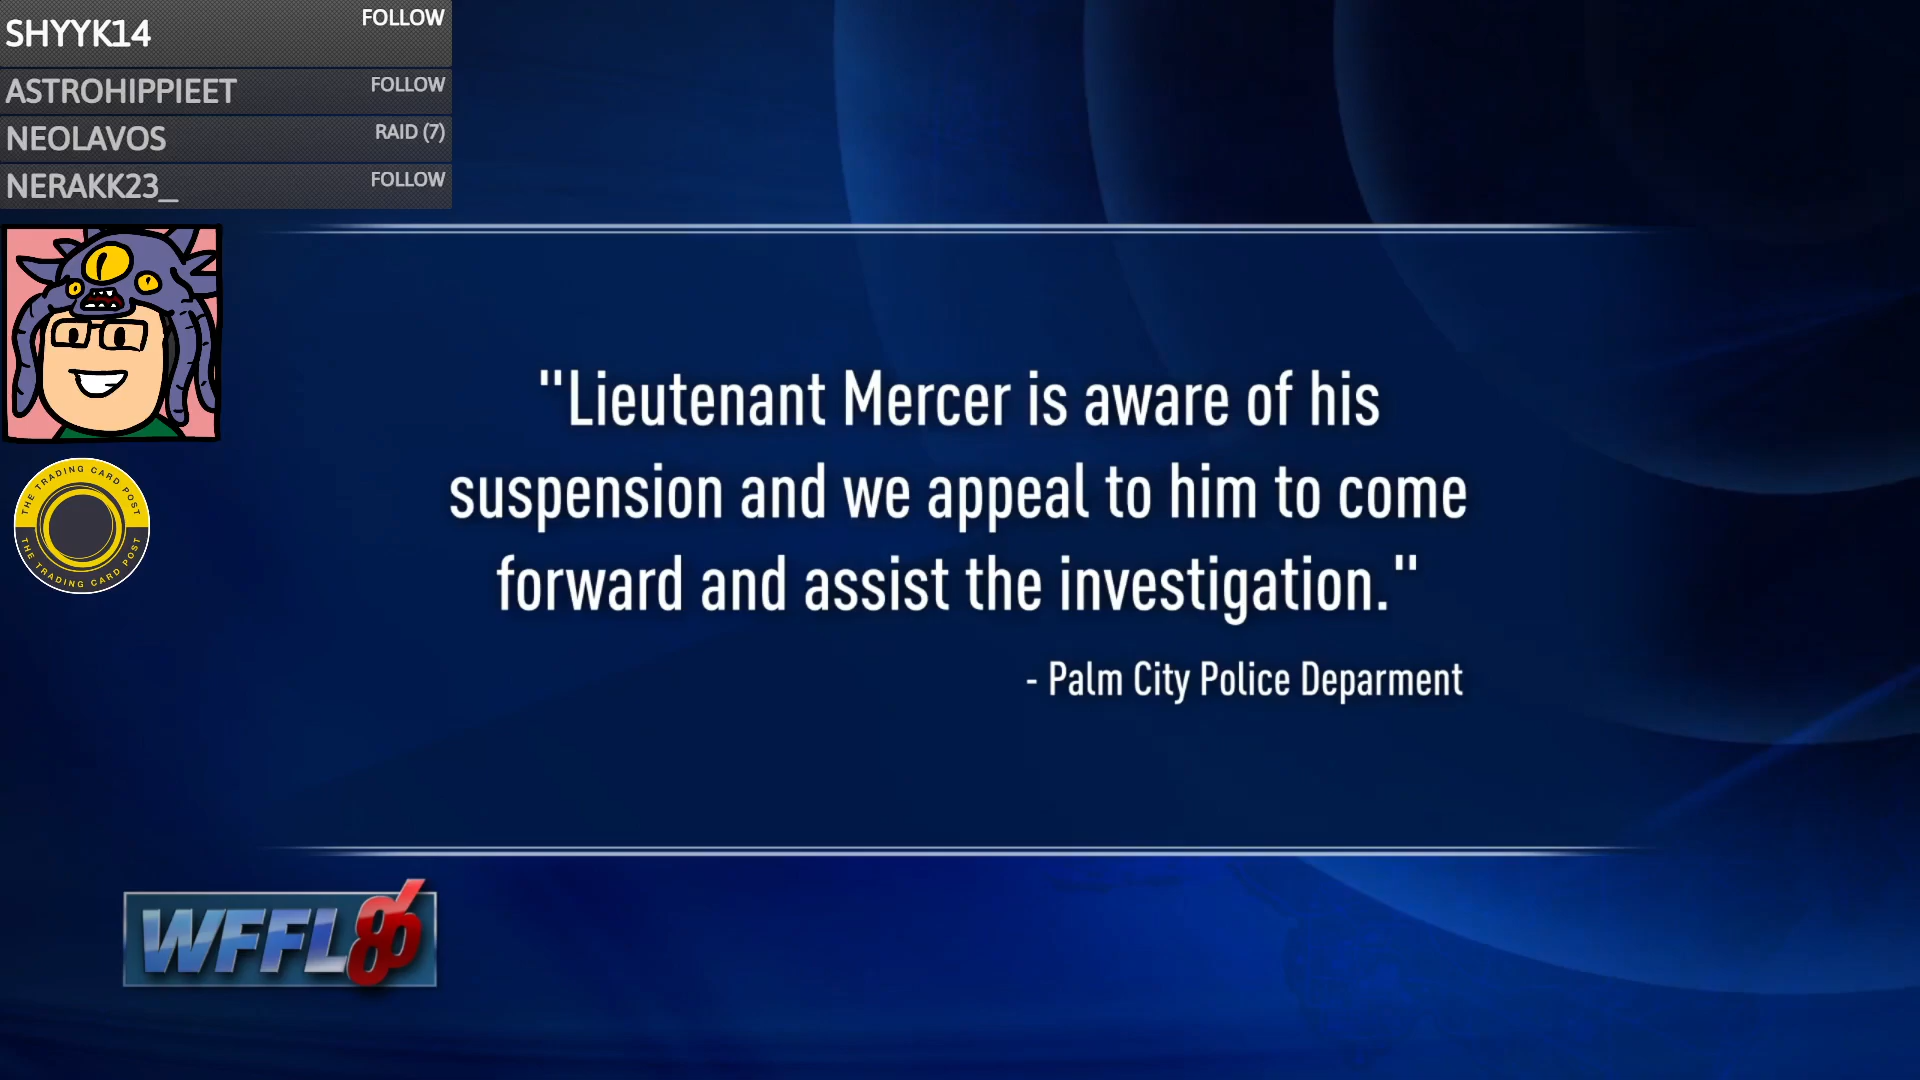 SHYYK14 FOLLOW
ASTROHIPPIEET FOLLOW
NEOLAVOS RAID (7)
NERAKK23_ FOLLOW
THE TRADING CARD POST
THE TRADING CARD POST
"Lieutenant Mercer is aware of his
suspension and we appeal to him to come
forward and assist the investigation."
- Palm City Police Deparment
WFFL86